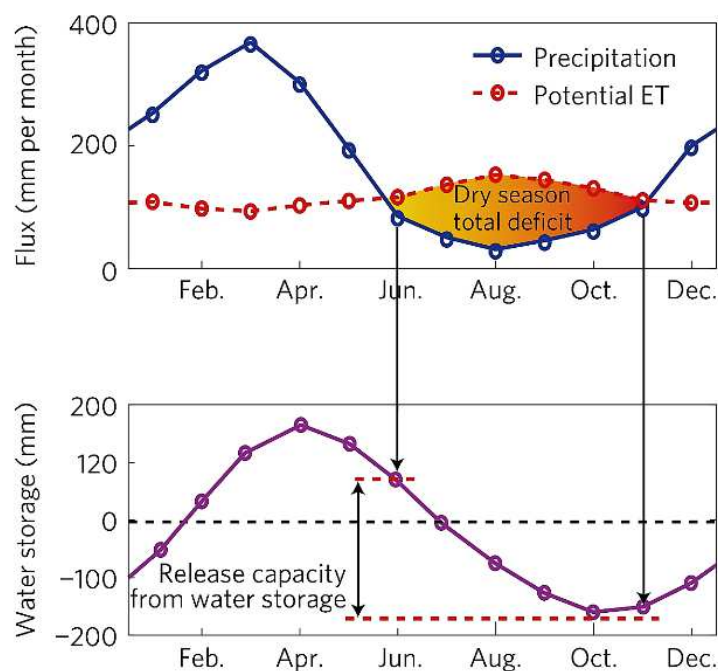 400
200
0
Flux (mm per month)
Precipitation
Potential ET
Dry season
total deficit
Feb. Apr. Jun. Aug. Oct. Dec.
200
120
0
−100
−200
Water storage (mm)
Release capacity
from water storage
Feb. Apr. Jun. Aug. Oct. Dec.